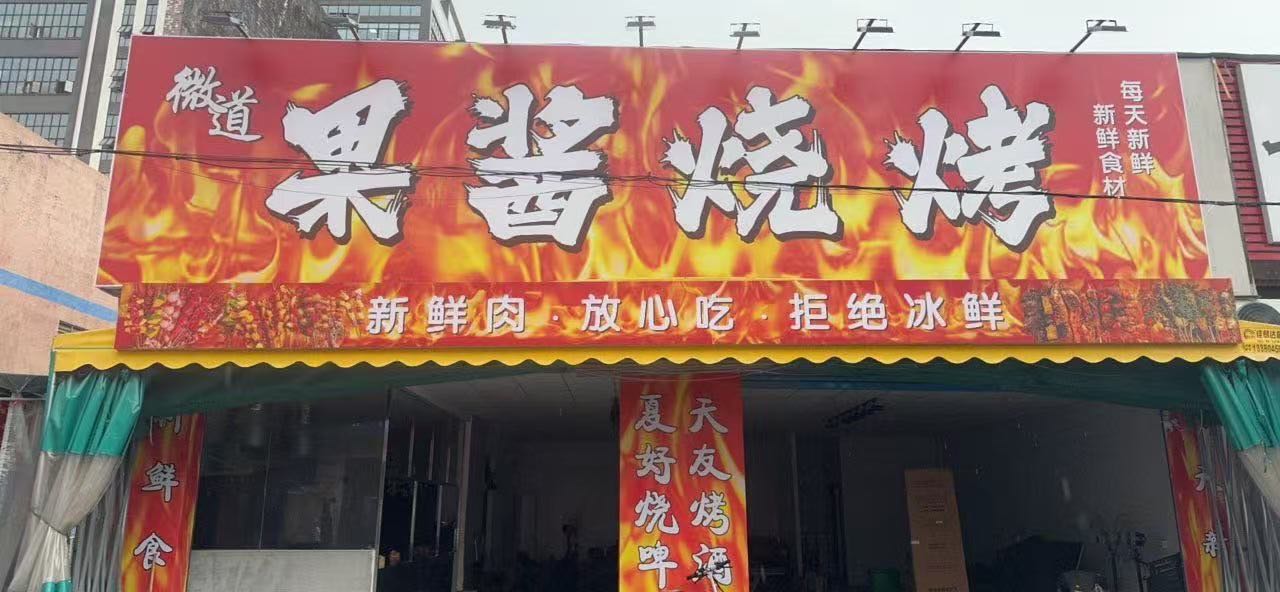 微道
果酱烧烤
每天新鲜
新鲜食材
新鲜肉·放心吃·拒绝冰鲜
夏天
好友
烧烤
啤酒
鲜食
天